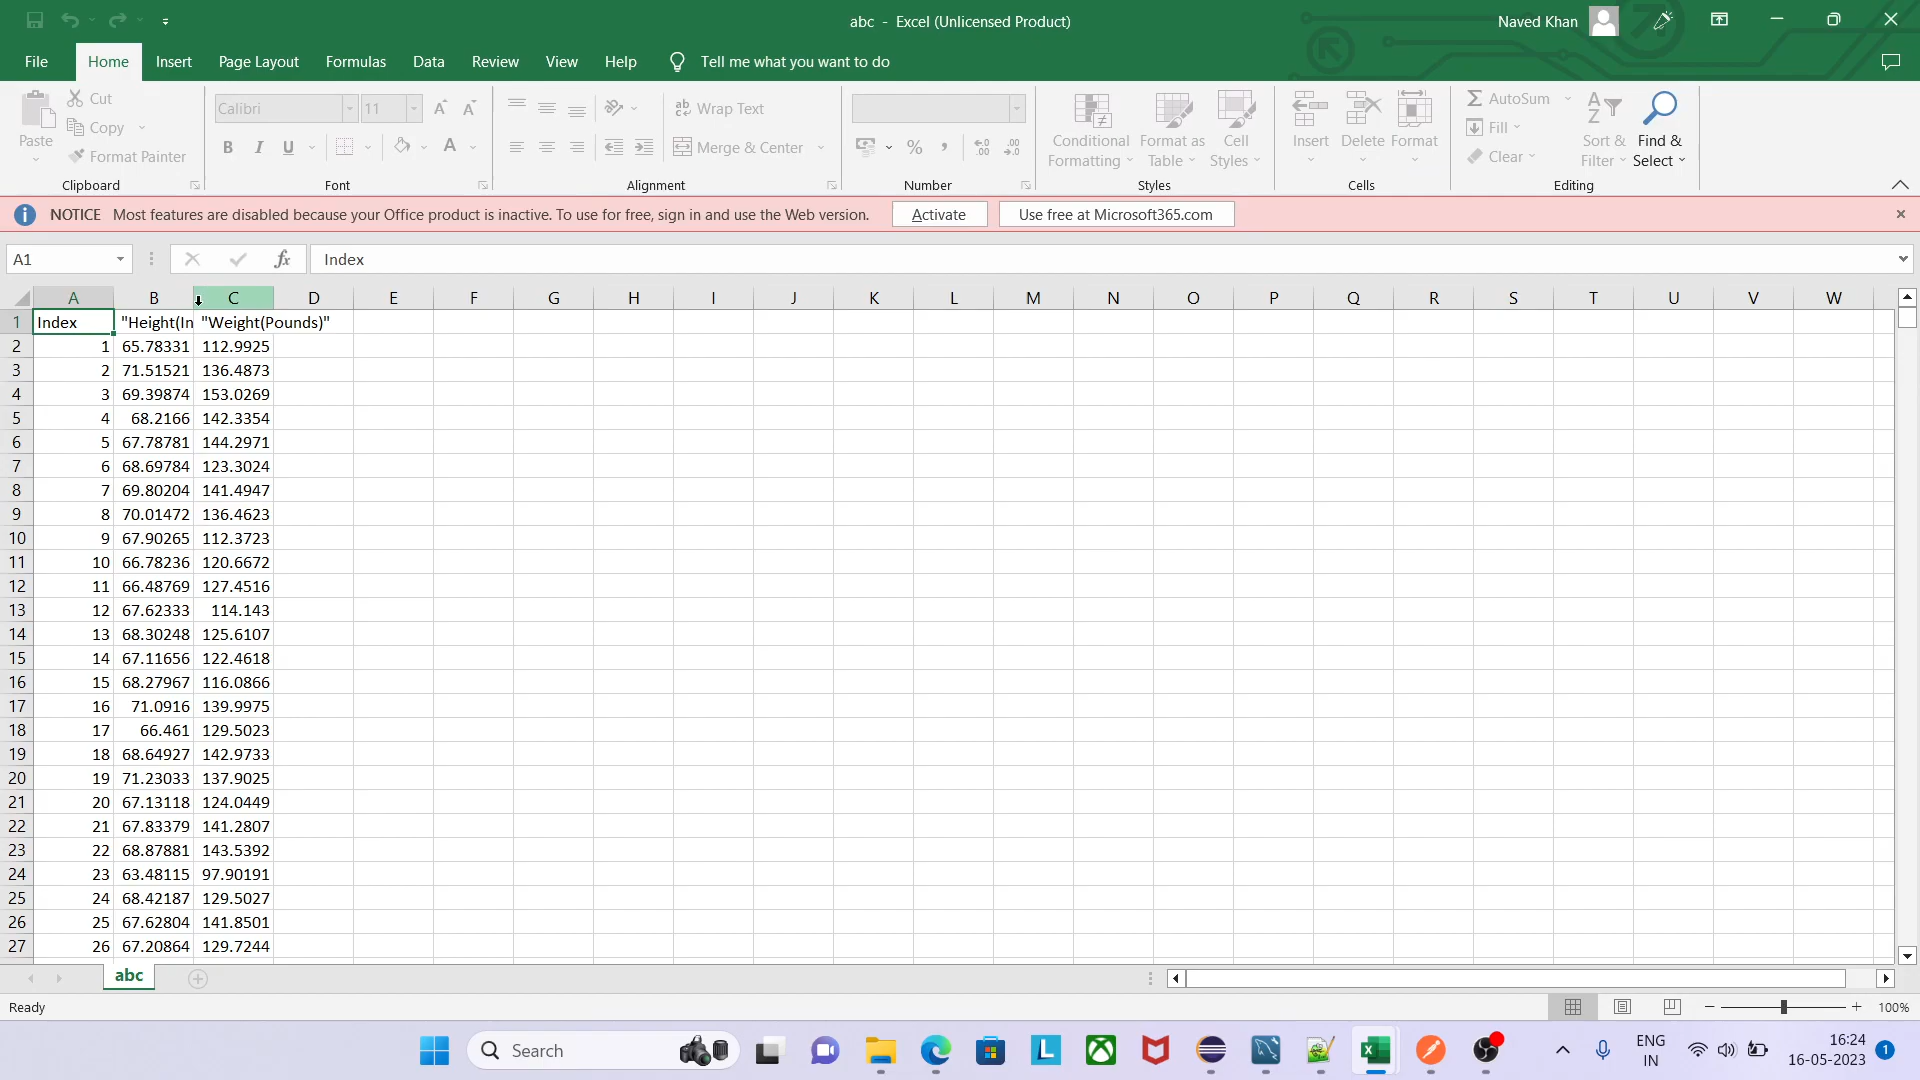 abc - Excel (Unlicensed Product)
Naved Khan
File Home Insert Page Layout Formulas Data Review View Help Tell me what you want to do
Paste
Cut
Copy
Format Painter
Clipboard
Calibri 11
B I U
Font
Wrap Text
Merge & Center
Alignment
%
Number
Conditional Formatting
Format as Table
Cell Styles
Styles
Insert
Delete
Format
Cells
AutoSum
Fill
Clear
Sort & Filter
Find & Select
Editing
NOTICE Most features are disabled because your Office product is inactive. To use for free, sign in and use the Web version. Activate Use free at Microsoft365.com
A1 fx Index
A B C D E F G H I J K L M N O P Q R S T U V W
1 Index "Height(In "Weight(Pounds)"
2 1 65.78331 112.9925
3 2 71.51521 136.4873
4 3 69.39874 153.0269
5 4 68.2166 142.3354
6 5 67.78781 144.2971
7 6 68.69784 123.3024
8 7 69.80204 141.4947
9 8 70.01472 136.4623
10 9 67.90265 112.3723
11 10 66.78236 120.6672
12 11 66.48769 127.4516
13 12 67.62333 114.143
14 13 68.30248 125.6107
15 14 67.11656 122.4618
16 15 68.27967 116.0866
17 16 71.0916 139.9975
18 17 66.461 129.5023
19 18 68.64927 142.9733
20 19 71.23033 137.9025
21 20 67.13118 124.0449
22 21 67.83379 141.2807
23 22 68.87881 143.5392
24 23 63.48115 97.90191
25 24 68.42187 129.5027
26 25 67.62804 141.8501
27 26 67.20864 129.7244
abc
Ready
100%
Search
ENG
IN
16:24
16-05-2023
1